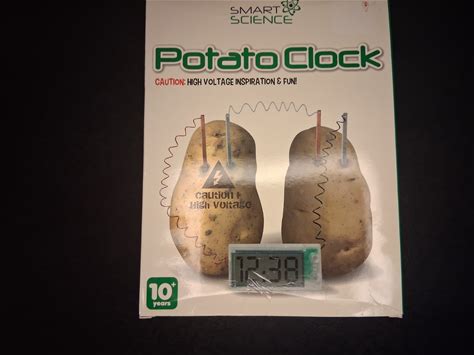 SMART
SCIENCE
Potato Clock
CAUTION: HIGH VOLTAGE INSPIRATION & FUN!
Caution!
High Voltage
12:38
10+
years